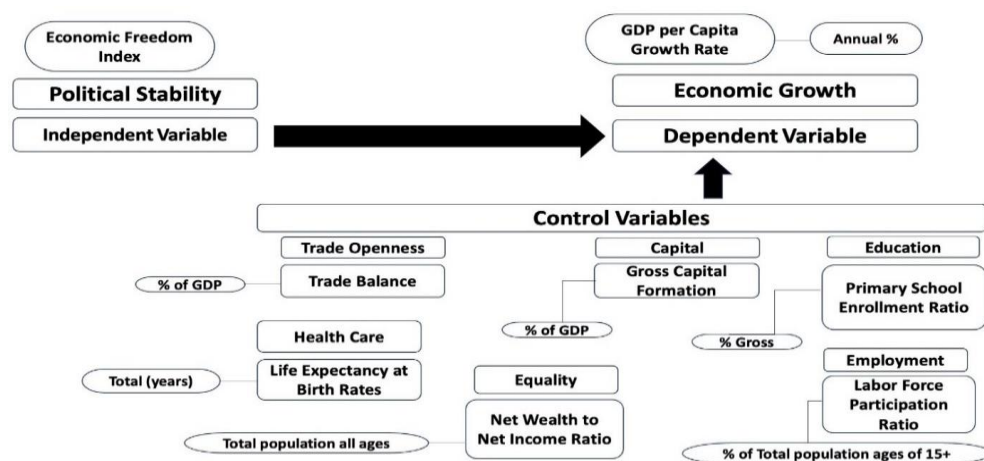 Economic Freedom
Index
Political Stability
Independent Variable
GDP per Capita
Growth Rate
Annual %
Economic Growth
Dependent Variable
Control Variables
Trade Openness
Trade Balance
% of GDP
Health Care
Life Expectancy at
Birth Rates
Total (years)
Capital
Gross Capital
Formation
% of GDP
Equality
Net Wealth to
Net Income Ratio
Total population all ages
Education
Primary School
Enrollment Ratio
% Gross
Employment
Labor Force
Participation
Ratio
% of Total population ages of 15+